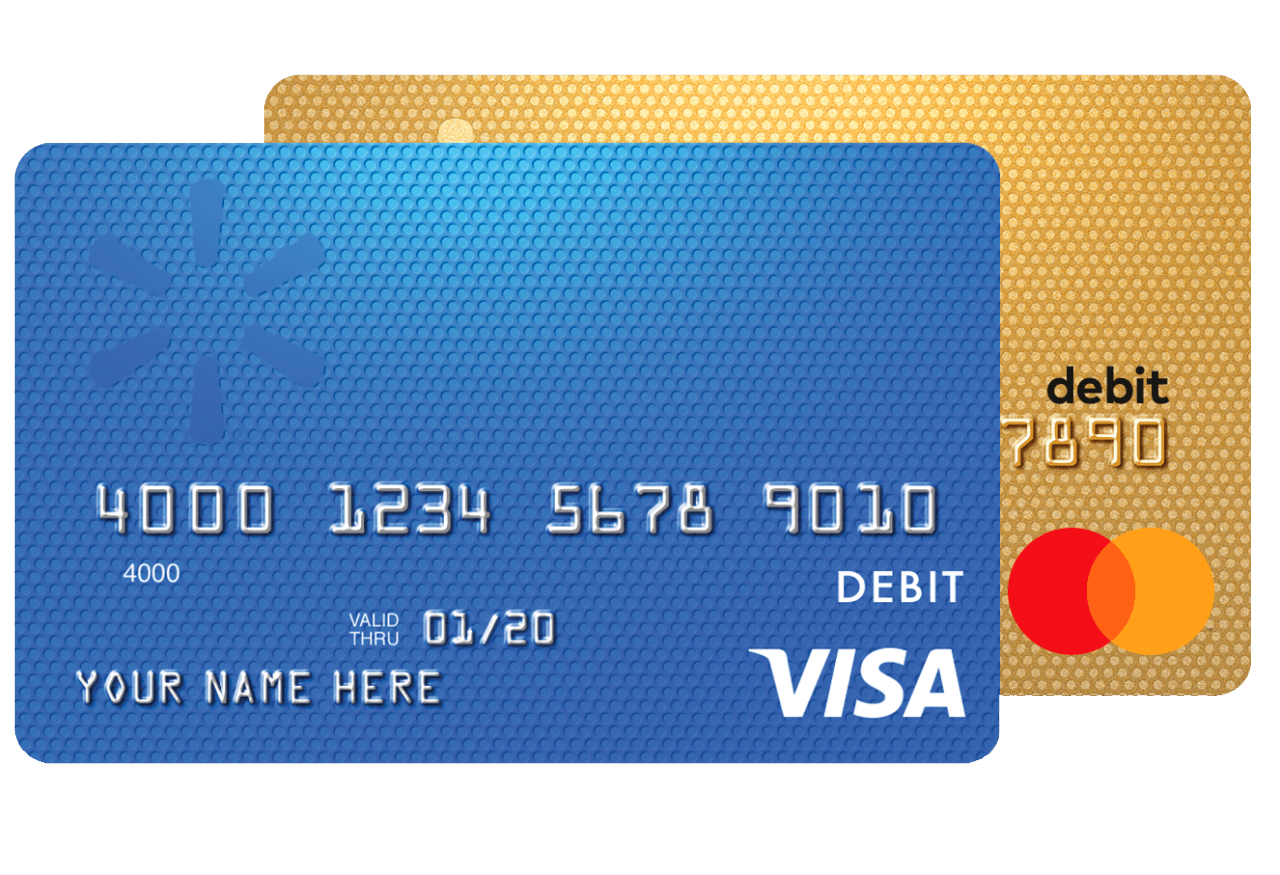 debit
7890
4000 1234 5678 9010
4000
DEBIT
VALID
THRU 01/20
YOUR NAME HERE
VISA